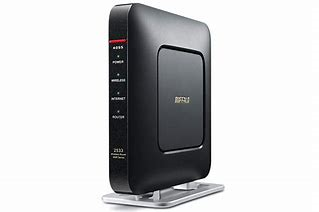 AOSS
POWER
WIRELESS
INTERNET
ROUTER
BUFFALO
2533